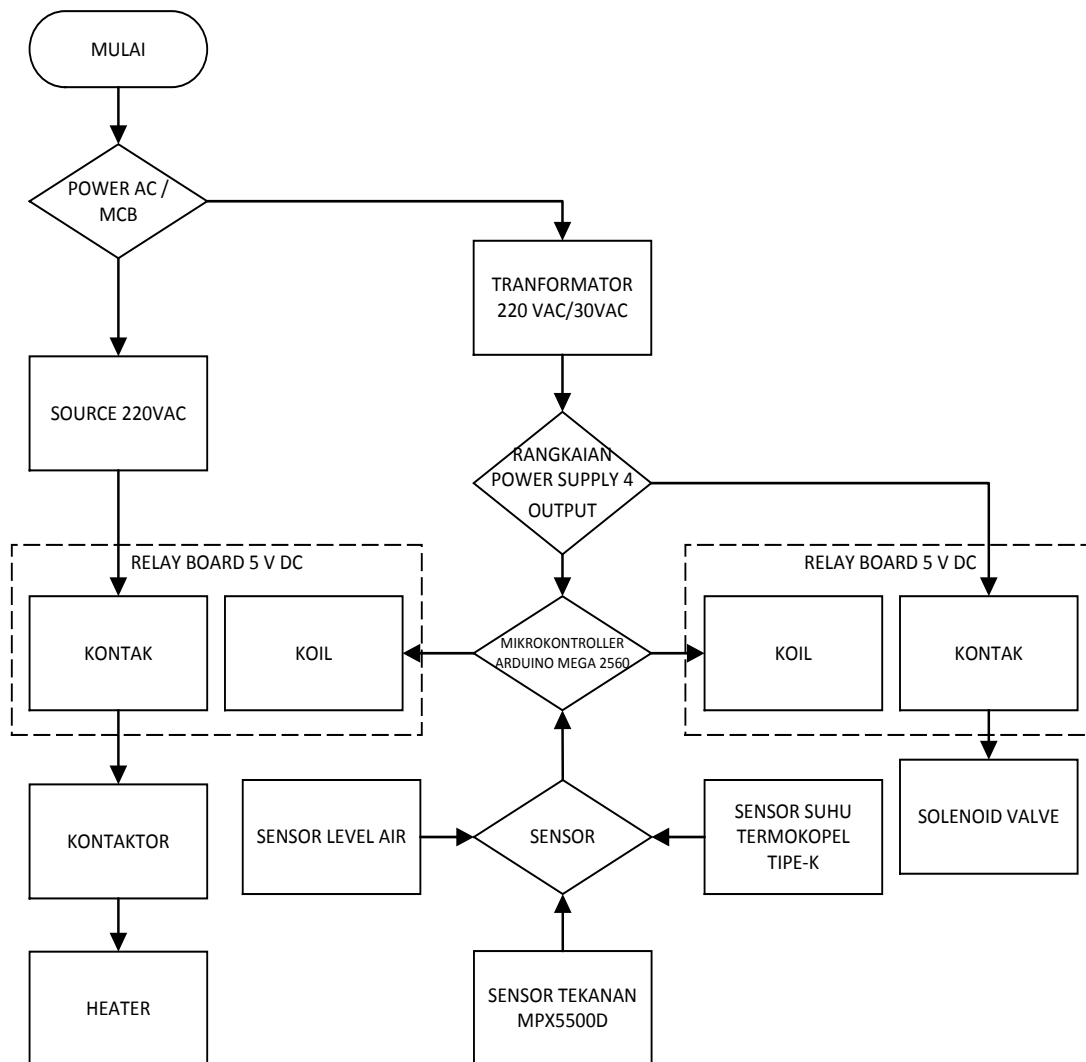 MULAI
POWER AC /
MCB
TRANFORMATOR
220 VAC/30VAC
SOURCE 220VAC
RANGKAIAN
POWER SUPPLY 4
OUTPUT
RELAY BOARD 5 V DC
KONTAK
KOIL
MIKROKONTROLLER
ARDUINO MEGA 2560
RELAY BOARD 5 V DC
KOIL
KONTAK
KONTAKTOR
SENSOR LEVEL AIR
SENSOR
SENSOR SUHU
TERMOKOPEL
TIPE-K
SOLENOID VALVE
HEATER
SENSOR TEKANAN
MPX5500D